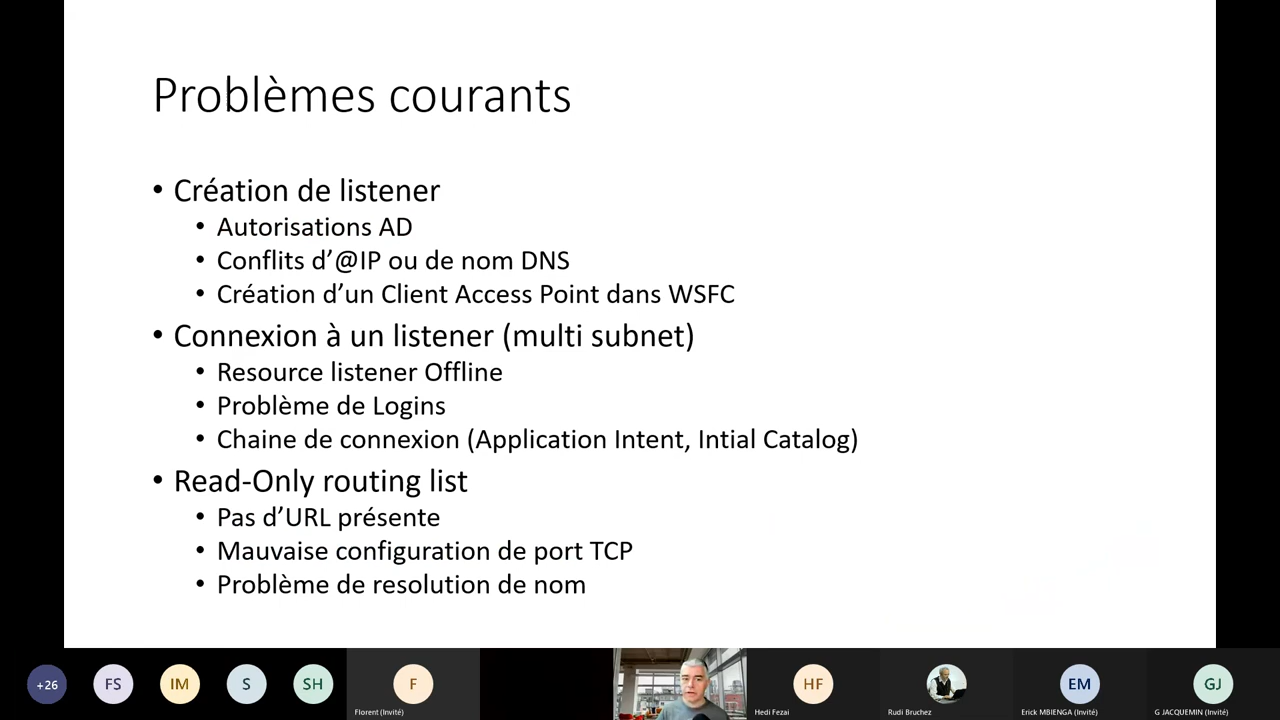 Problèmes courants
• Création de listener
• Autorisations AD
• Conflits d’@IP ou de nom DNS
• Création d’un Client Access Point dans WSFC
• Connexion à un listener (multi subnet)
• Resource listener Offline
• Problème de Logins
• Chaine de connexion (Application Intent, Intial Catalog)
• Read-Only routing list
• Pas d’URL présente
• Mauvaise configuration de port TCP
• Problème de resolution de nom
+26 FS IM S SH F HF EM GJ
Florent (Invité) Hedi Fezai Rudi Bruchez Erick MBIENGA (Invité) G JACQUEMIN (Invité)